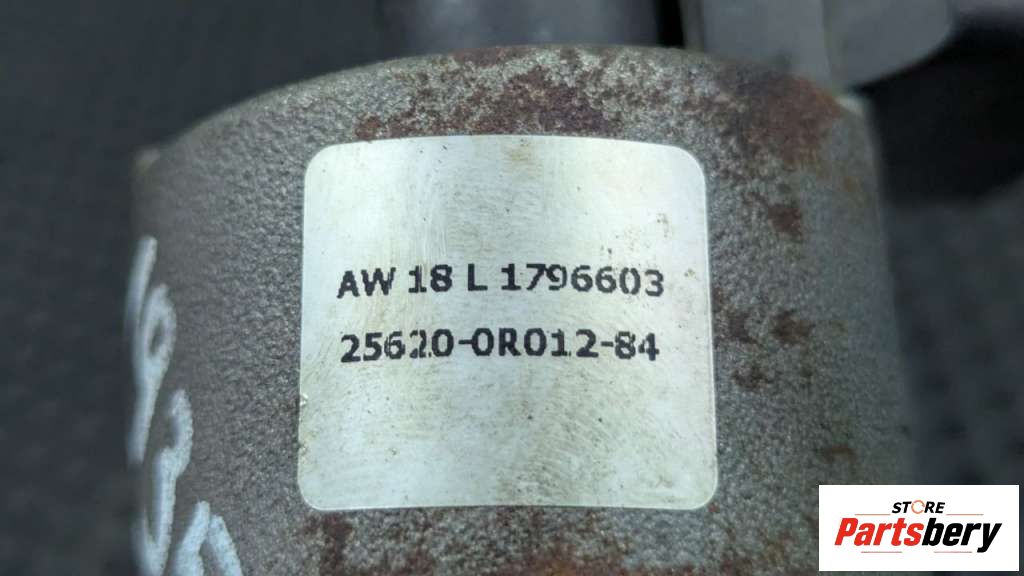 AW 18 L 1796603
25620-0R012-84
STORE
Partsbery